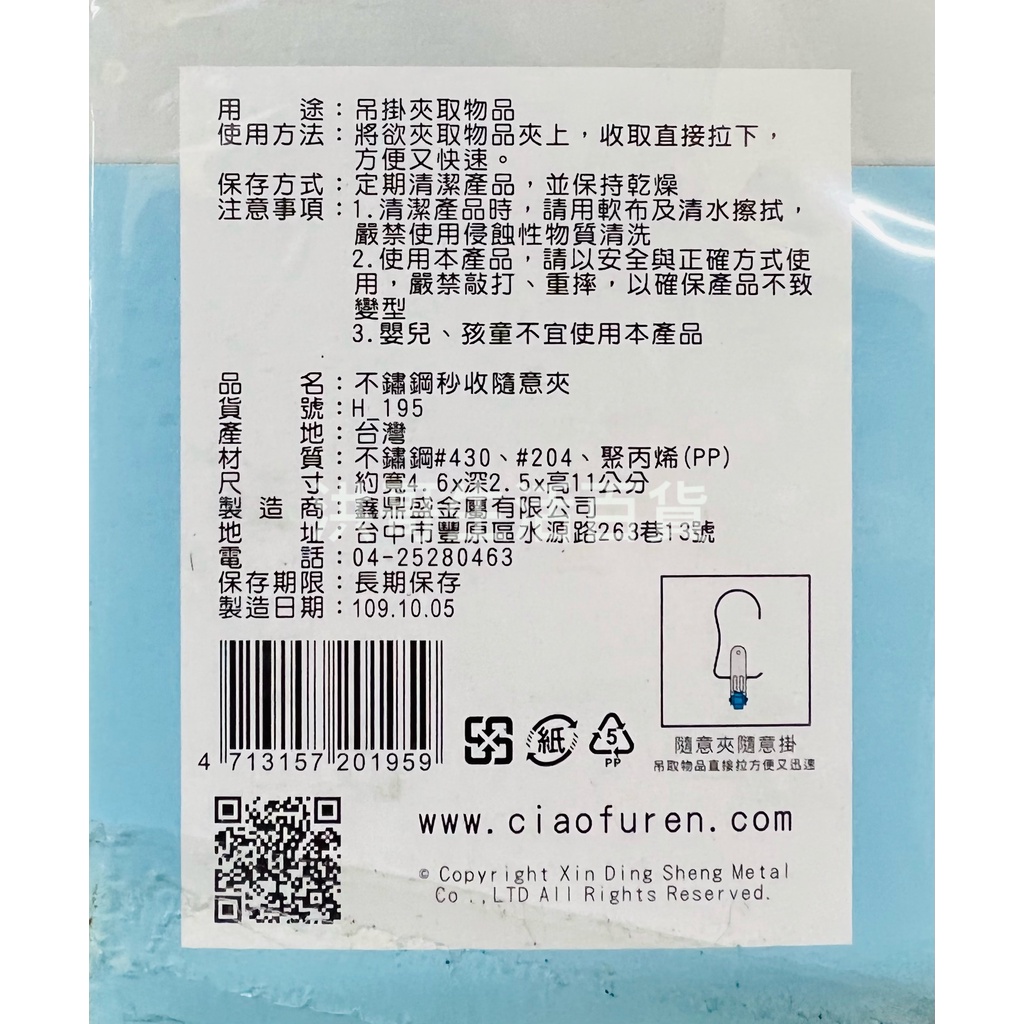 用　　途：吊掛夾取物品
使用方法：將欲夾取物品夾上，收取直接拉下，
方便又快速。
保存方式：定期清潔產品，並保持乾燥
注意事項：1.清潔產品時，請用軟布及清水擦拭，
嚴禁使用侵蝕性物質清洗
2.使用本產品，請以安全與正確方式使
用，嚴禁敲打、重摔，以確保產品不致
變型
3.嬰兒、孩童不宜使用本產品
品　　名：不鏽鋼秒收隨意夾
貨　　號：H_195
產　　地：台灣
材　　質：不鏽鋼#430、#204、聚丙烯(PP)
尺　　寸：約寬4.6x深2.5x高11公分
製 造 商：鑫鼎盛金屬有限公司
地　　址：台中市豐原區水源路263巷13號
電　　話：04-25280463
保存期限：長期保存
製造日期：109.10.05
4 713157 201959
紙
5
PP
隨意夾隨意掛
吊取物品直接拉方便又迅速
www.ciaofuren.com
© Copyright Xin Ding Sheng Metal
Co.,LTD All Rights Reserved.